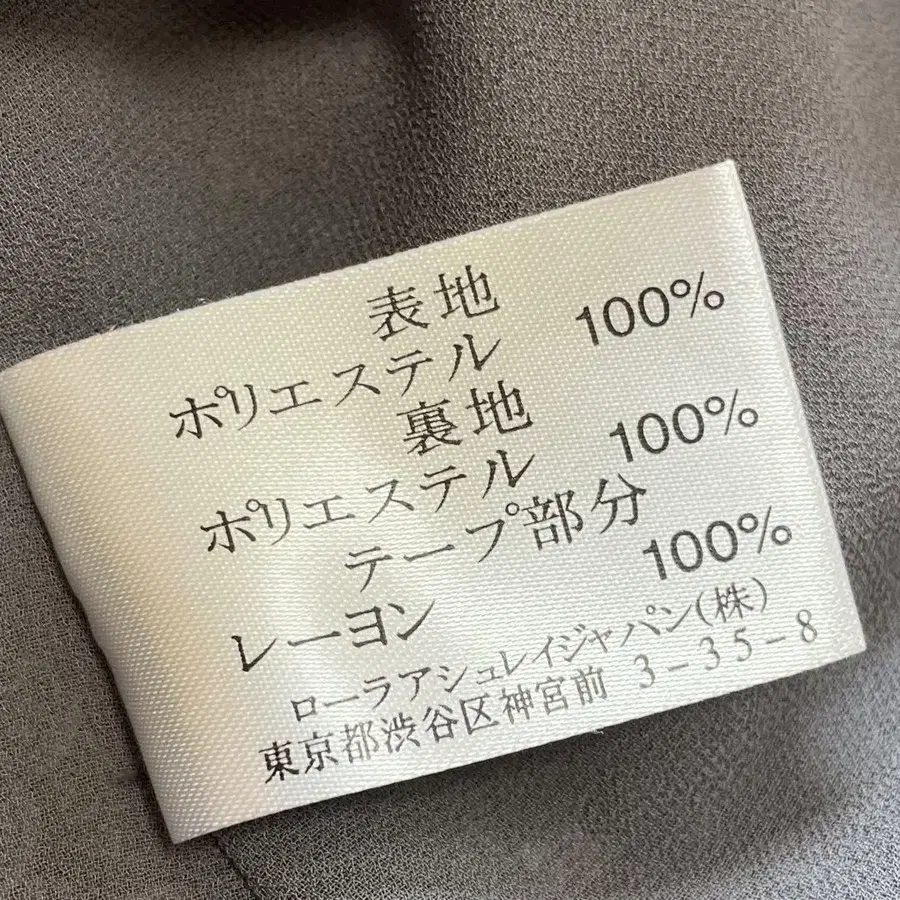 表地
ポリエステル 100%
裏地
ポリエステル 100%
テープ部分
レーヨン 100%
ローラアシュレイジャパン(株)
東京都渋谷区神宮前 3-35-8